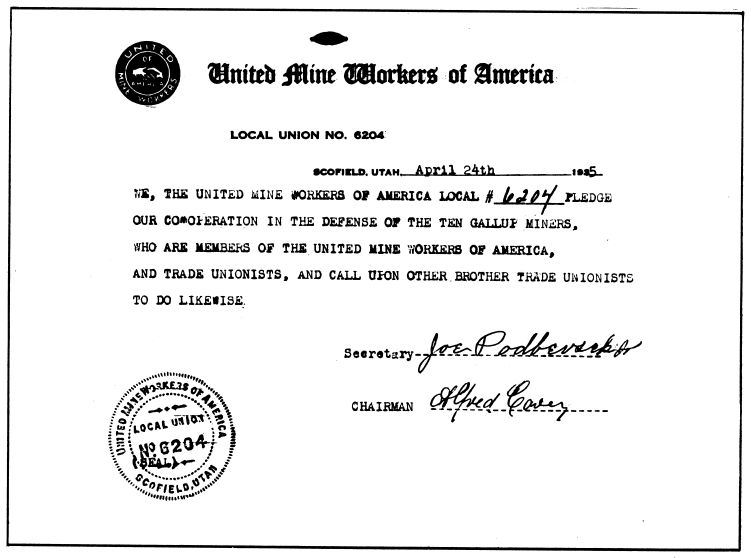 UNITED
OF
AMERICA
MINE WORKERS
United Mine Workers of America
LOCAL UNION NO. 6204
SCOFIELD, UTAH, April 24th 1935
WE, THE UNITED MINE WORKERS OF AMERICA LOCAL # 6204 PLEDGE
OUR COOOPERATION IN THE DEFENSE OF THE TEN GALLUP MINERS,
WHO ARE MEMBERS OF THE UNITED MINE WORKERS OF AMERICA,
AND TRADE UNIONISTS, AND CALL UPON OTHER BROTHER TRADE UNIONISTS
TO DO LIKEWISE
Secretary--Joe Podbevsek Jr
CHAIRMAN Alfred
UNITED MINE WORKERS OF AMERICA
LOCAL UNION
No 6204
(SEAL)
SCOFIELD, UTAH